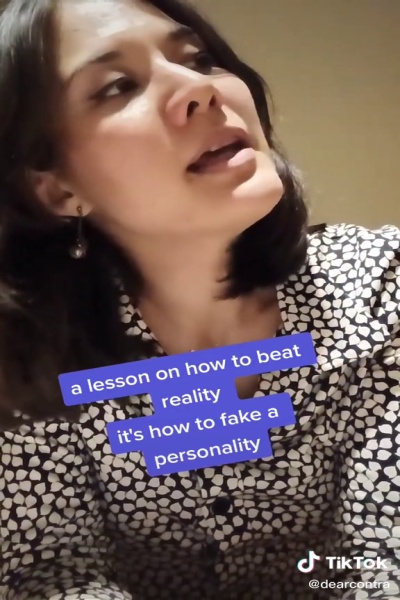 a lesson on how to beat
reality
it's how to fake a
personality
TikTok
@dearcontra